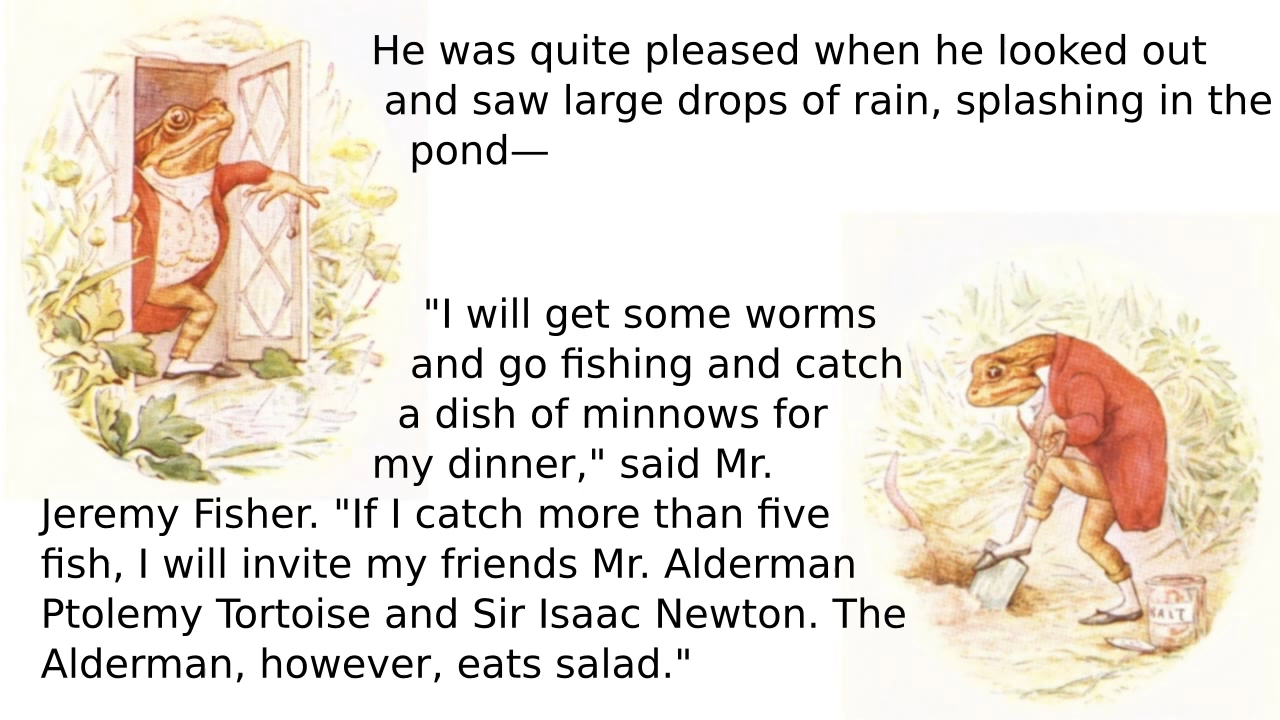 He was quite pleased when he looked out
and saw large drops of rain, splashing in the
pond—
"I will get some worms
and go fishing and catch
a dish of minnows for
my dinner," said Mr.
Jeremy Fisher. "If I catch more than five
fish, I will invite my friends Mr. Alderman
Ptolemy Tortoise and Sir Isaac Newton. The
Alderman, however, eats salad."